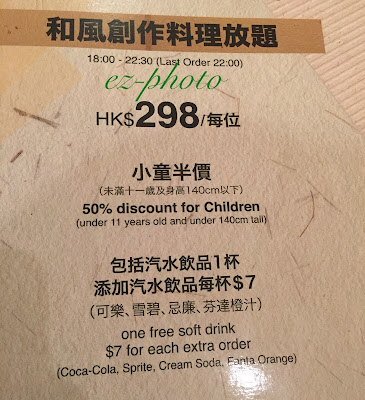 和風創作料理放題
18:00 - 22:30 (Last Order 22:00)
ez-photo
HK$298/每位
小童半價
(未滿十一歲及身高140cm以下)
50% discount for Children
(under 11 years old and under 140cm tall)
包括汽水飲品1杯
添加汽水飲品每杯$7
(可樂、雪碧、忌廉、芬達橙汁)
one free soft drink
$7 for each extra order
(Coca-Cola, Sprite, Cream Soda, Fanta Orange)